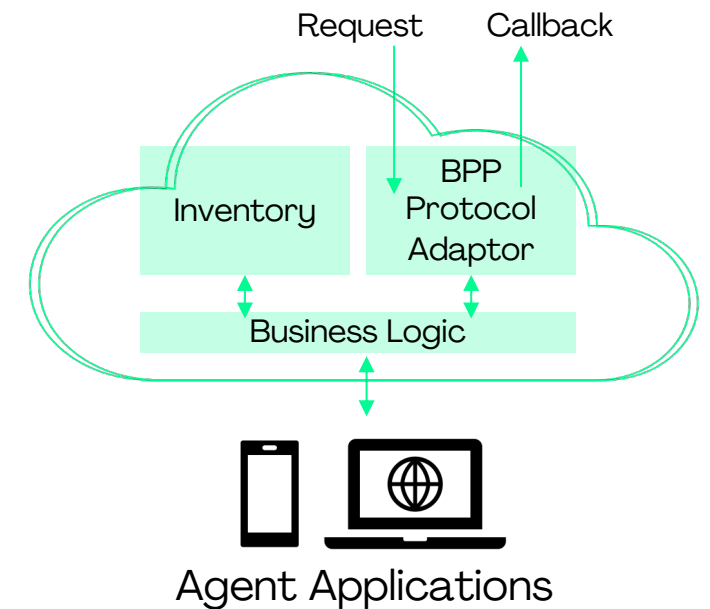 Request
Callback
Inventory
BPP
Protocol
Adaptor
Business Logic
Agent Applications